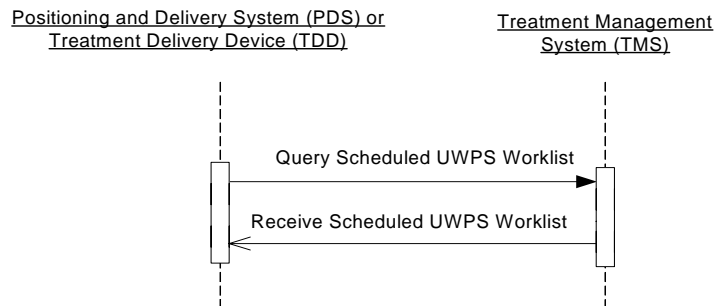 Positioning and Delivery System (PDS) or
Treatment Delivery Device (TDD)
Treatment Management
System (TMS)
Query Scheduled UWPS Worklist
Receive Scheduled UWPS Worklist